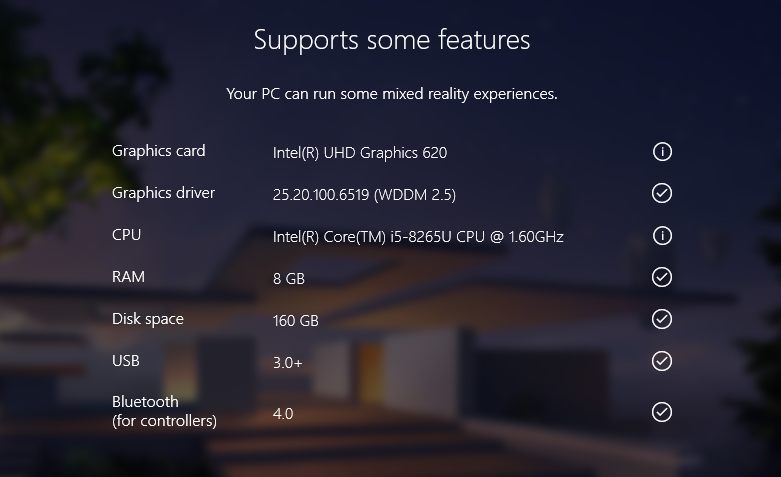 Supports some features
Your PC can run some mixed reality experiences.
Graphics card Intel(R) UHD Graphics 620
Graphics driver 25.20.100.6519 (WDDM 2.5)
CPU Intel(R) Core(TM) i5-8265U CPU @ 1.60GHz
RAM 8 GB
Disk space 160 GB
USB 3.0+
Bluetooth
(for controllers) 4.0